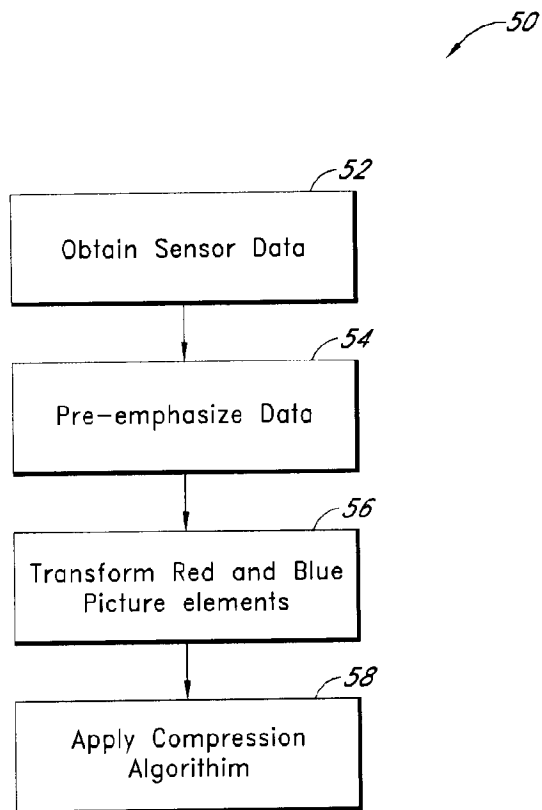 50
52
Obtain Sensor Data
54
Pre-emphasize Data
56
Transform Red and Blue
Picture elements
58
Apply Compression
Algorithim